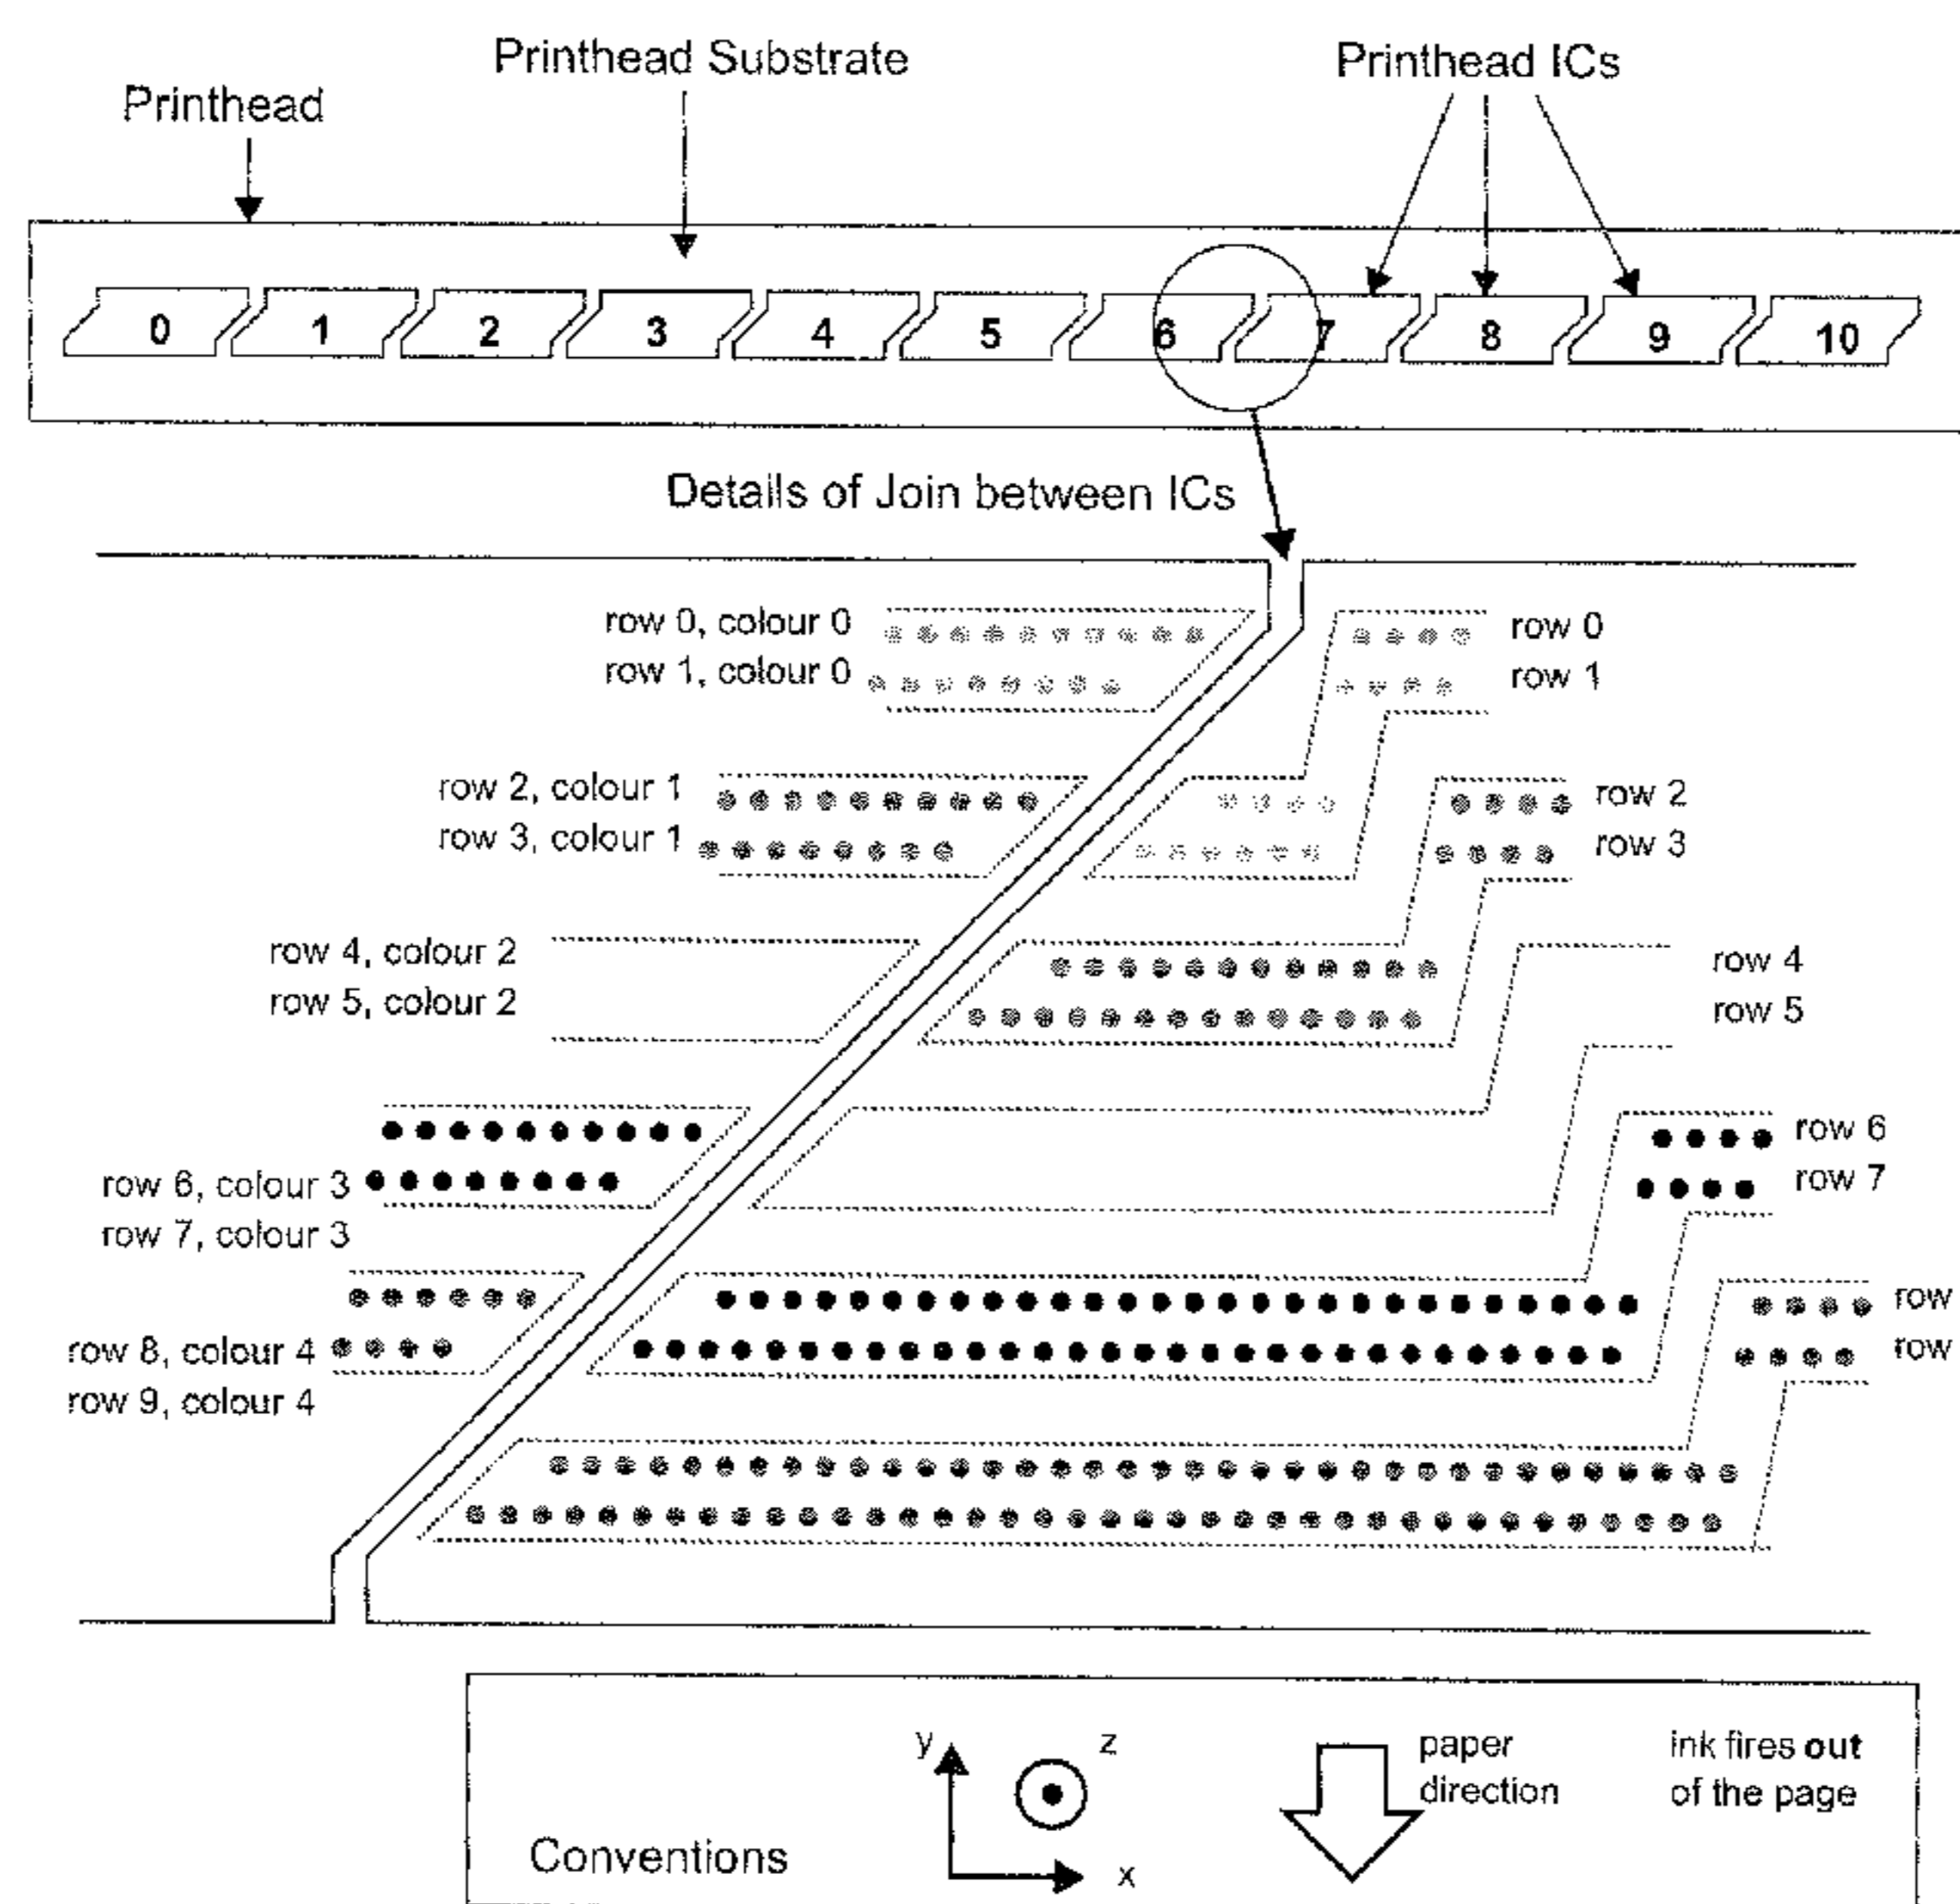 Printhead
Printhead Substrate
Printhead ICs
0 1 2 3 4 5 6 7 8 9 10
Details of Join between ICs
row 0, colour 0
row 0
row 1, colour 0
row 1
row 2, colour 1
row 2
row 3, colour 1
row 3
row 4, colour 2
row 4
row 5, colour 2
row 5
row 6
row 6, colour 3
row 7
row 7, colour 3
row
row 8, colour 4
row
row 9, colour 4
y
z
x
paper
direction
ink fires out
of the page
Conventions